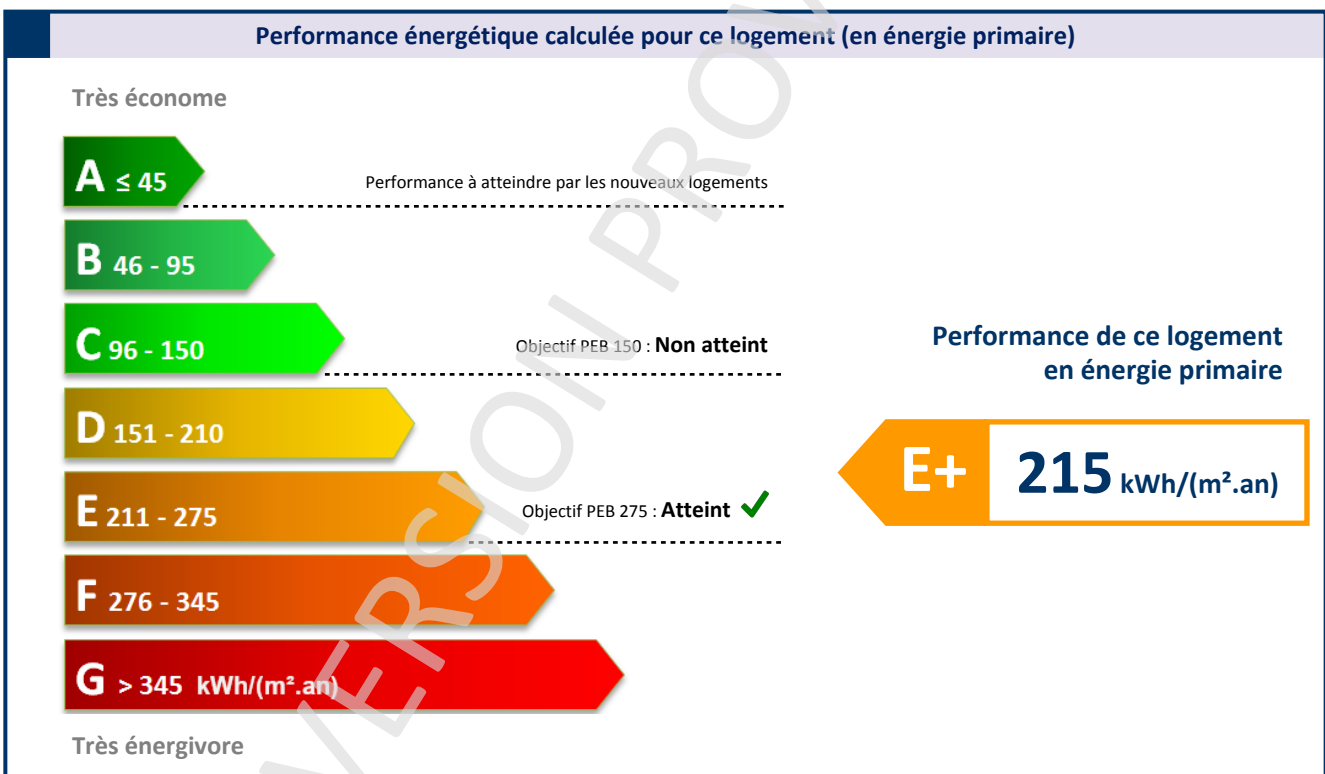 Performance énergétique calculée pour ce logement (en énergie primaire)
Très économe
A ≤ 45
Performance à atteindre par les nouveaux logements
B 46 - 95
C 96 - 150
Objectif PEB 150 : Non atteint
Performance de ce logement
en énergie primaire
D 151 - 210
E+ 215 kWh/(m².an)
E 211 - 275
Objectif PEB 275 : Atteint ✓
F 276 - 345
G > 345 kWh/(m².an)
Très énergivore
VERSION PROV